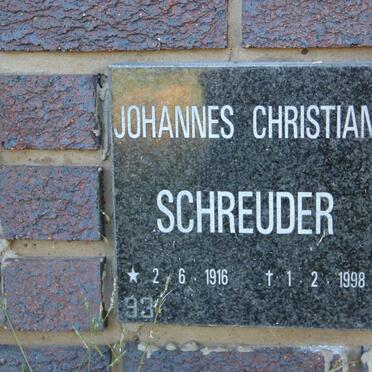 JOHANNES CHRISTIAN
SCHREUDER
★ 2 . 6 . 1916 † 1 . 2 . 1998
93